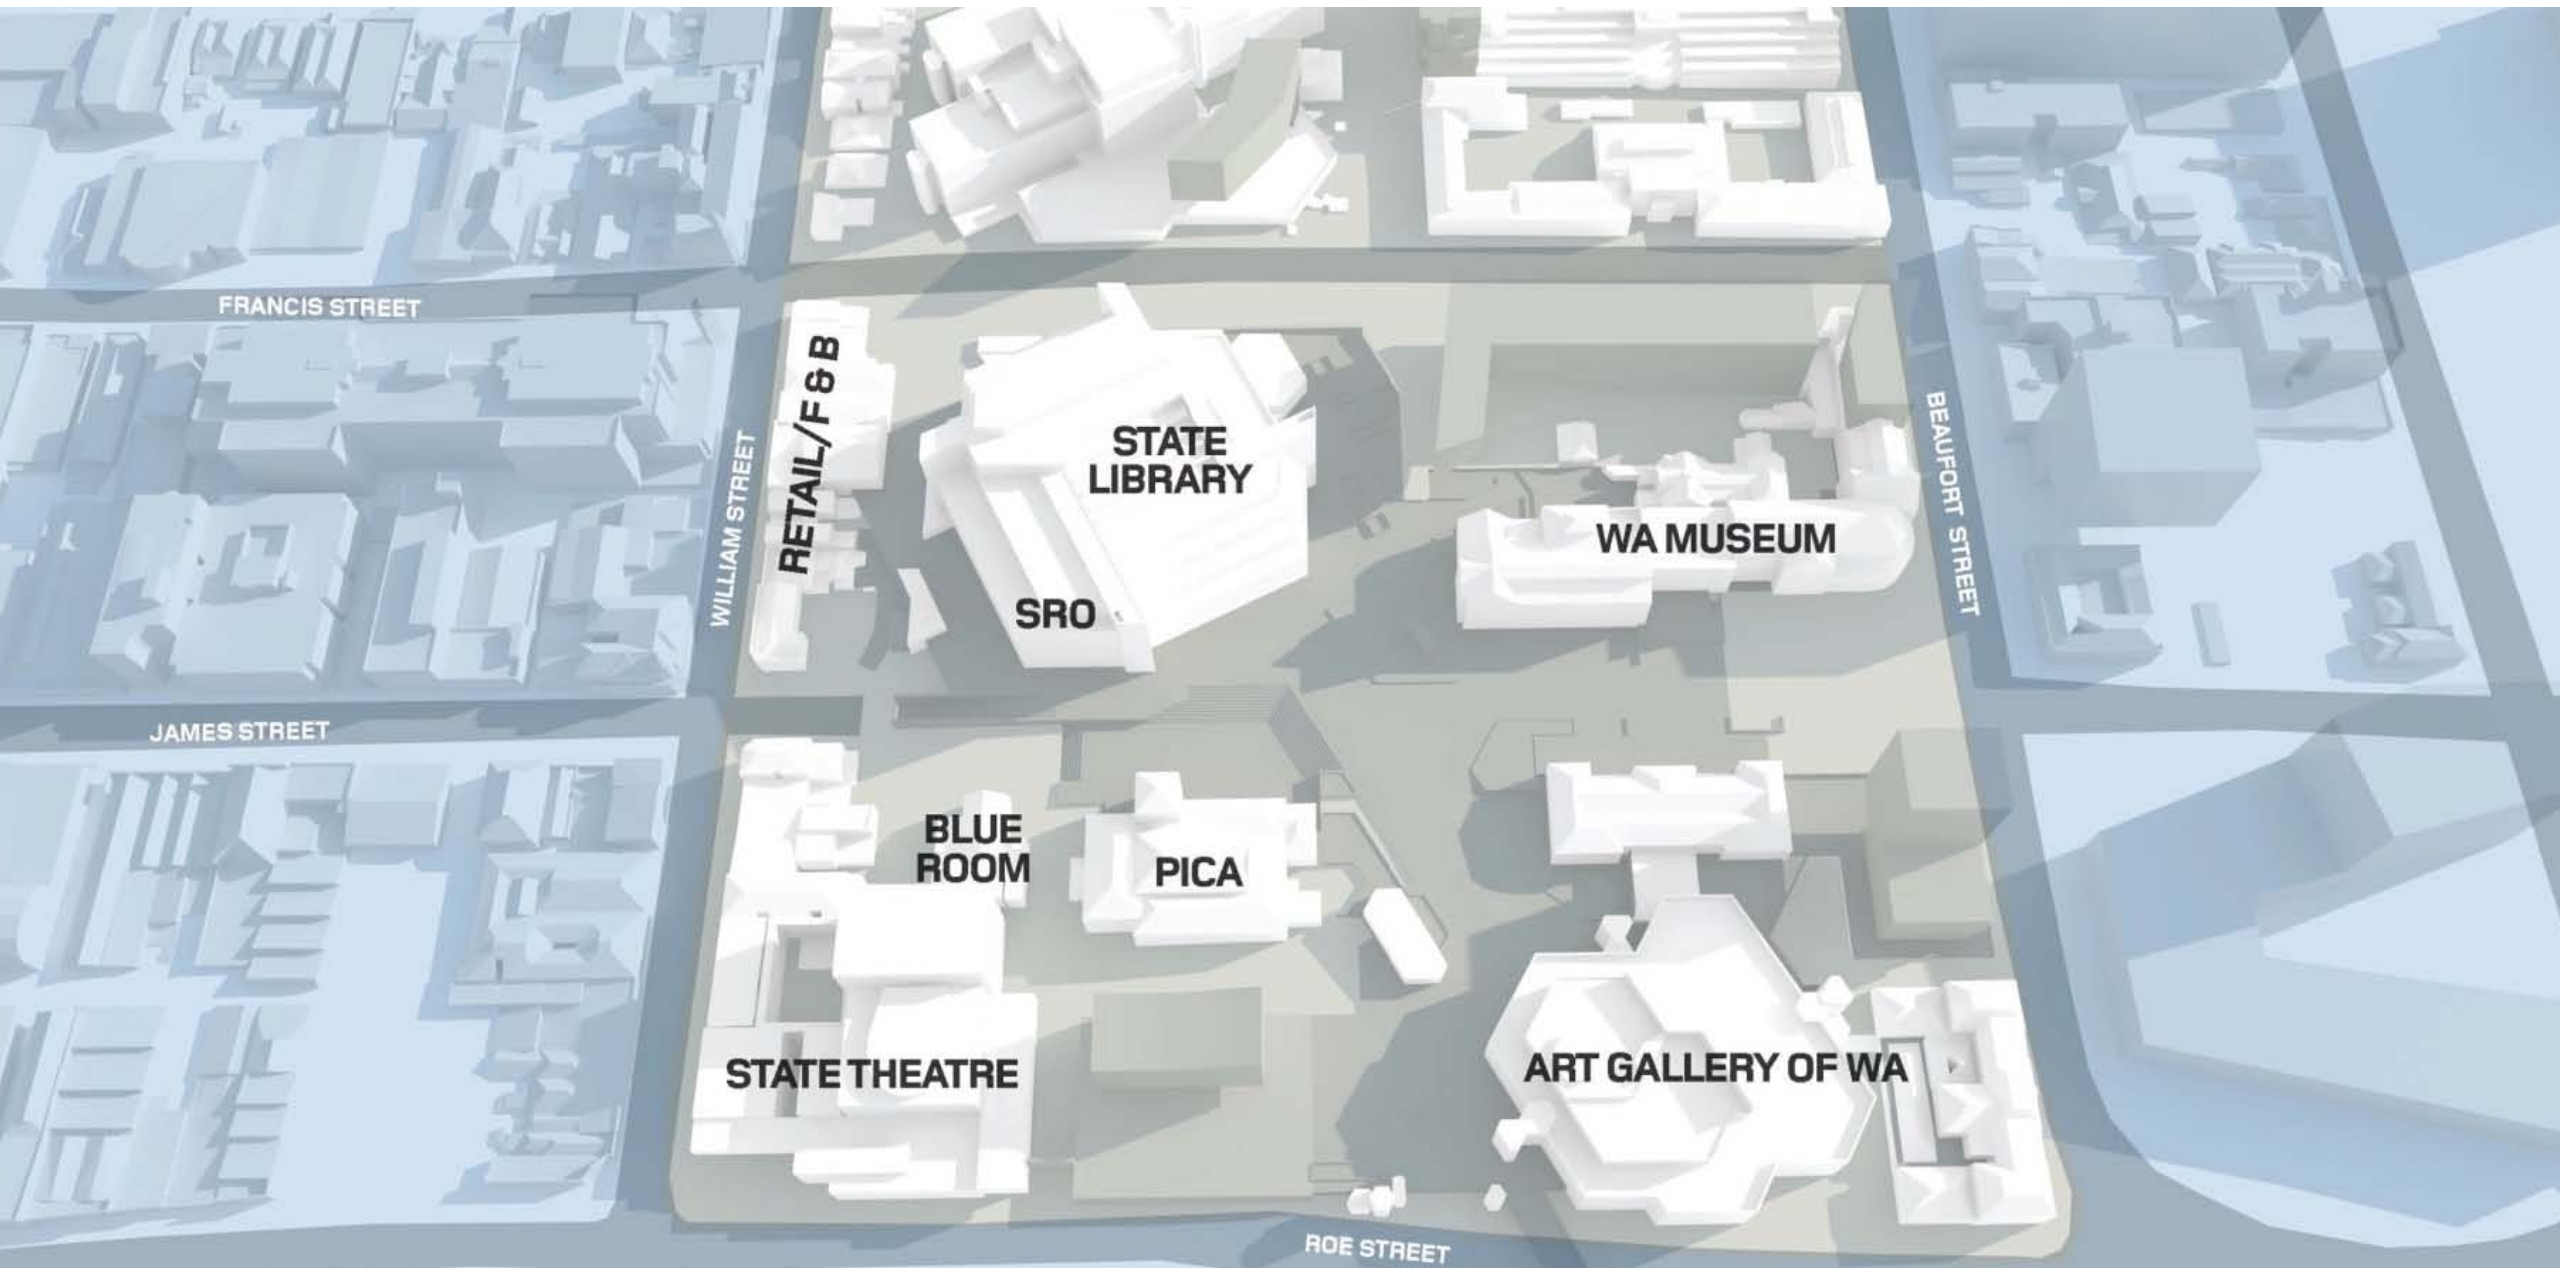 FRANCIS STREET
RETAIL/F & B
STATE
LIBRARY
WILLIAM STREET
BEAUFORT STREET
WA MUSEUM
SRO
JAMES STREET
BLUE
ROOM
PICA
STATE THEATRE
ART GALLERY OF WA
ROE STREET